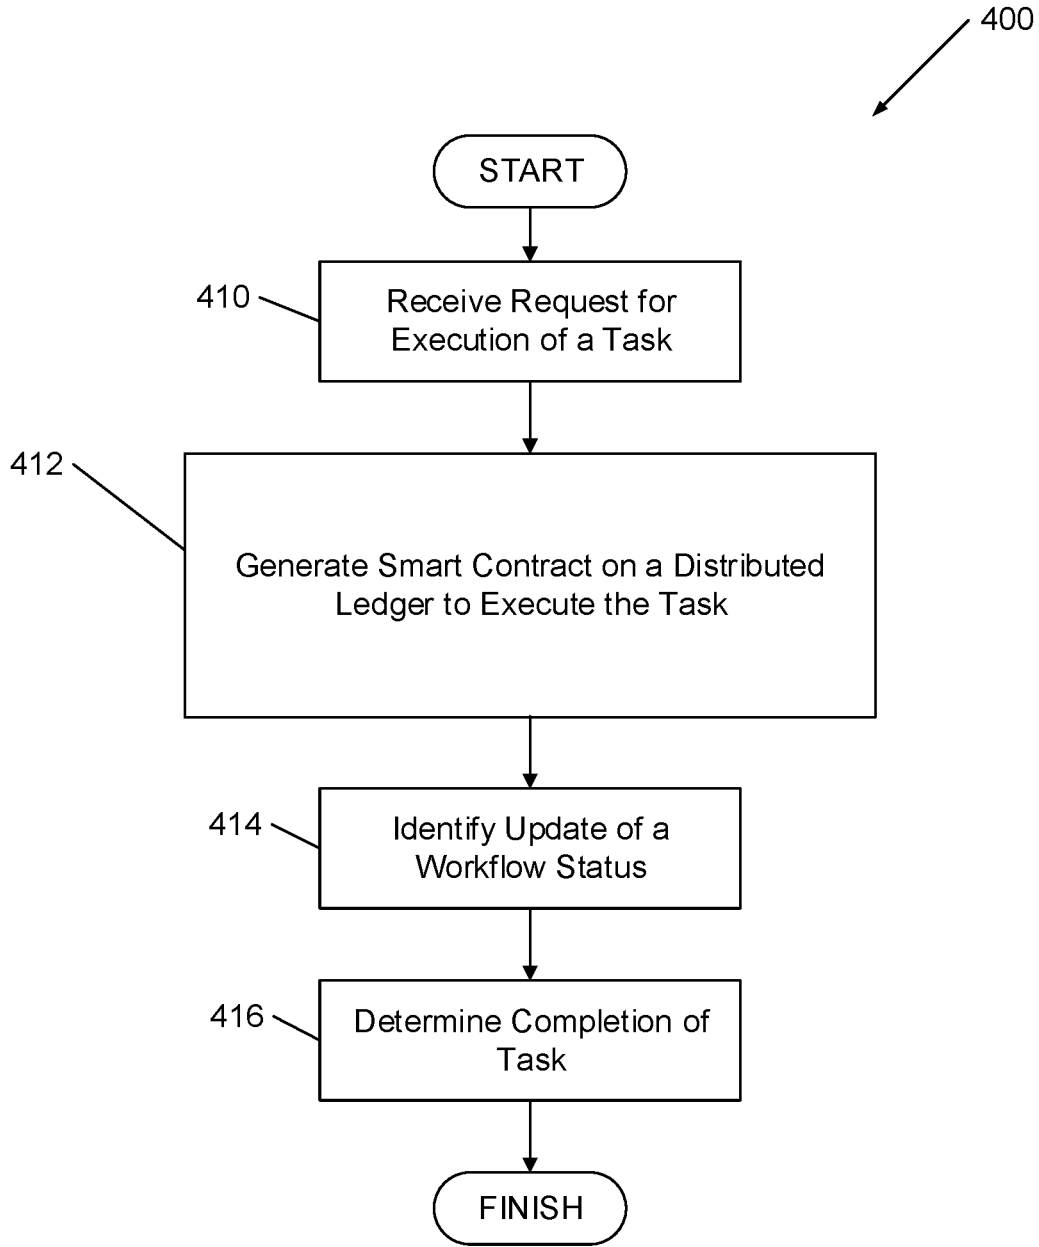 400
START
410
Receive Request for
Execution of a Task
412
Generate Smart Contract on a Distributed
Ledger to Execute the Task
414
Identify Update of a
Workflow Status
416
Determine Completion of
Task
FINISH